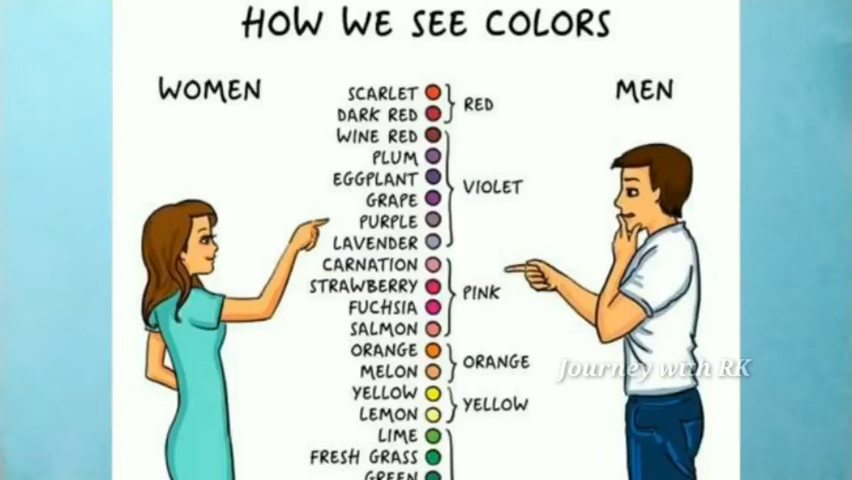 HOW WE SEE COLORS
WOMEN
MEN
SCARLET
DARK RED
RED
WINE RED
PLUM
EGGPLANT
GRAPE
PURPLE
LAVENDER
VIOLET
CARNATION
STRAWBERRY
FUCHSIA
SALMON
PINK
ORANGE
MELON
ORANGE
YELLOW
LEMON
YELLOW
LIME
FRESH GRASS
GREEN
Journey with RK